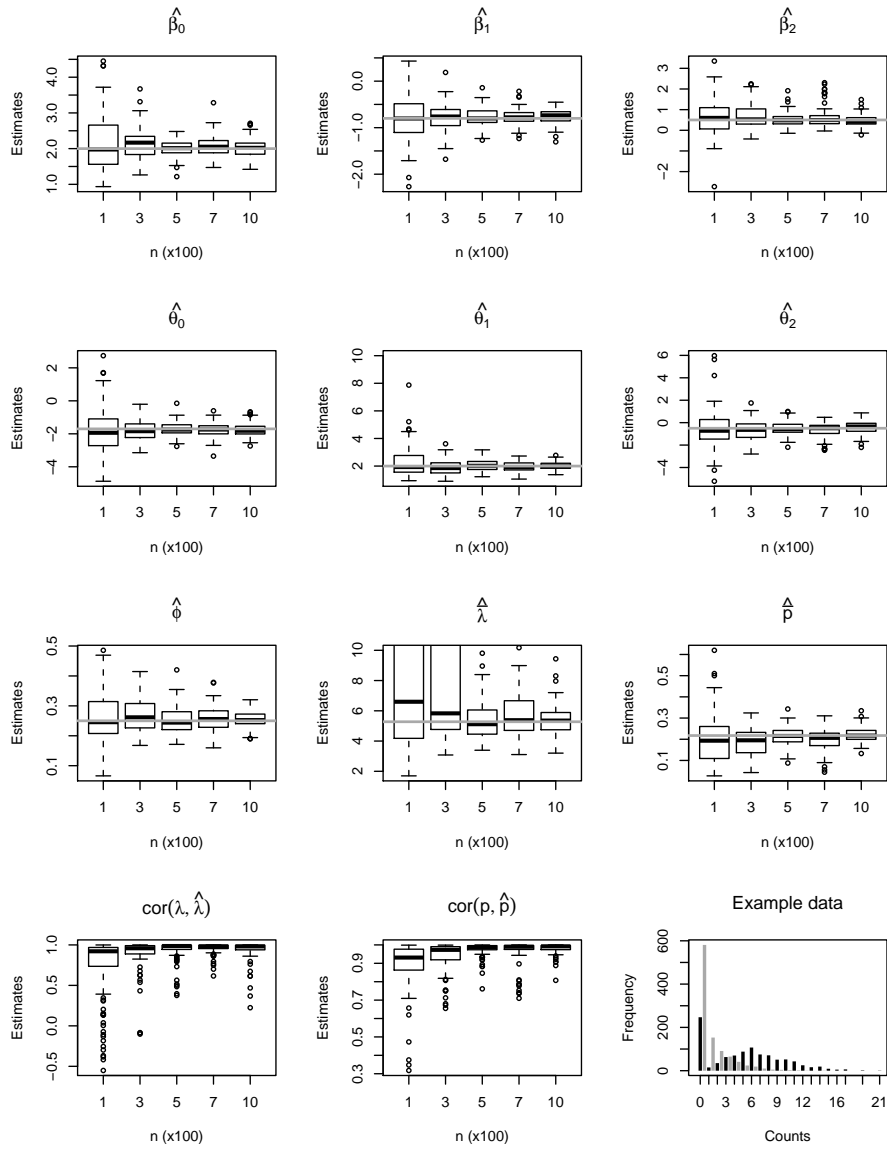 β̂₀
Estimates
1.0 2.0 3.0 4.0
1 3 5 7 10
n (x100)
β̂₁
Estimates
−2.0 −1.0 0.0
1 3 5 7 10
n (x100)
β̂₂
Estimates
−2 0 1 2 3
1 3 5 7 10
n (x100)
θ̂₀
Estimates
−4 −2 0 2
1 3 5 7 10
n (x100)
θ̂₁
Estimates
2 4 6 8 10
1 3 5 7 10
n (x100)
θ̂₂
Estimates
−4 0 2 4 6
1 3 5 7 10
n (x100)
ϕ̂
Estimates
0.1 0.3 0.5
1 3 5 7 10
n (x100)
λ̂̄
Estimates
2 4 6 8 10
1 3 5 7 10
n (x100)
p̂̄
Estimates
0.1 0.3 0.5
1 3 5 7 10
n (x100)
cor(λ, λ̂)
Estimates
−0.5 0.0 0.5 1.0
1 3 5 7 10
n (x100)
cor(p, p̂)
Estimates
0.3 0.5 0.7 0.9
1 3 5 7 10
n (x100)
Example data
Frequency
0 200 400 600
0 3 6 9 12 16 21
Counts